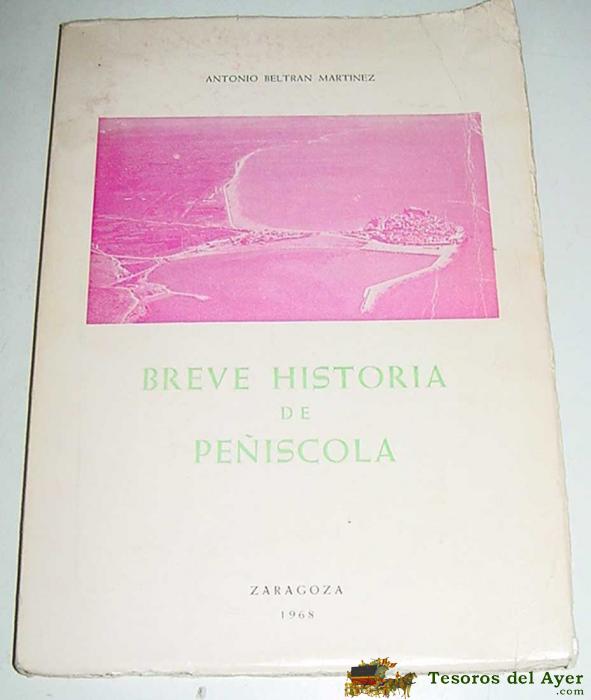 ANTONIO BELTRAN MARTINEZ
BREVE HISTORIA
DE
PEÑISCOLA
ZARAGOZA
1968
Tesoros del Ayer
.com